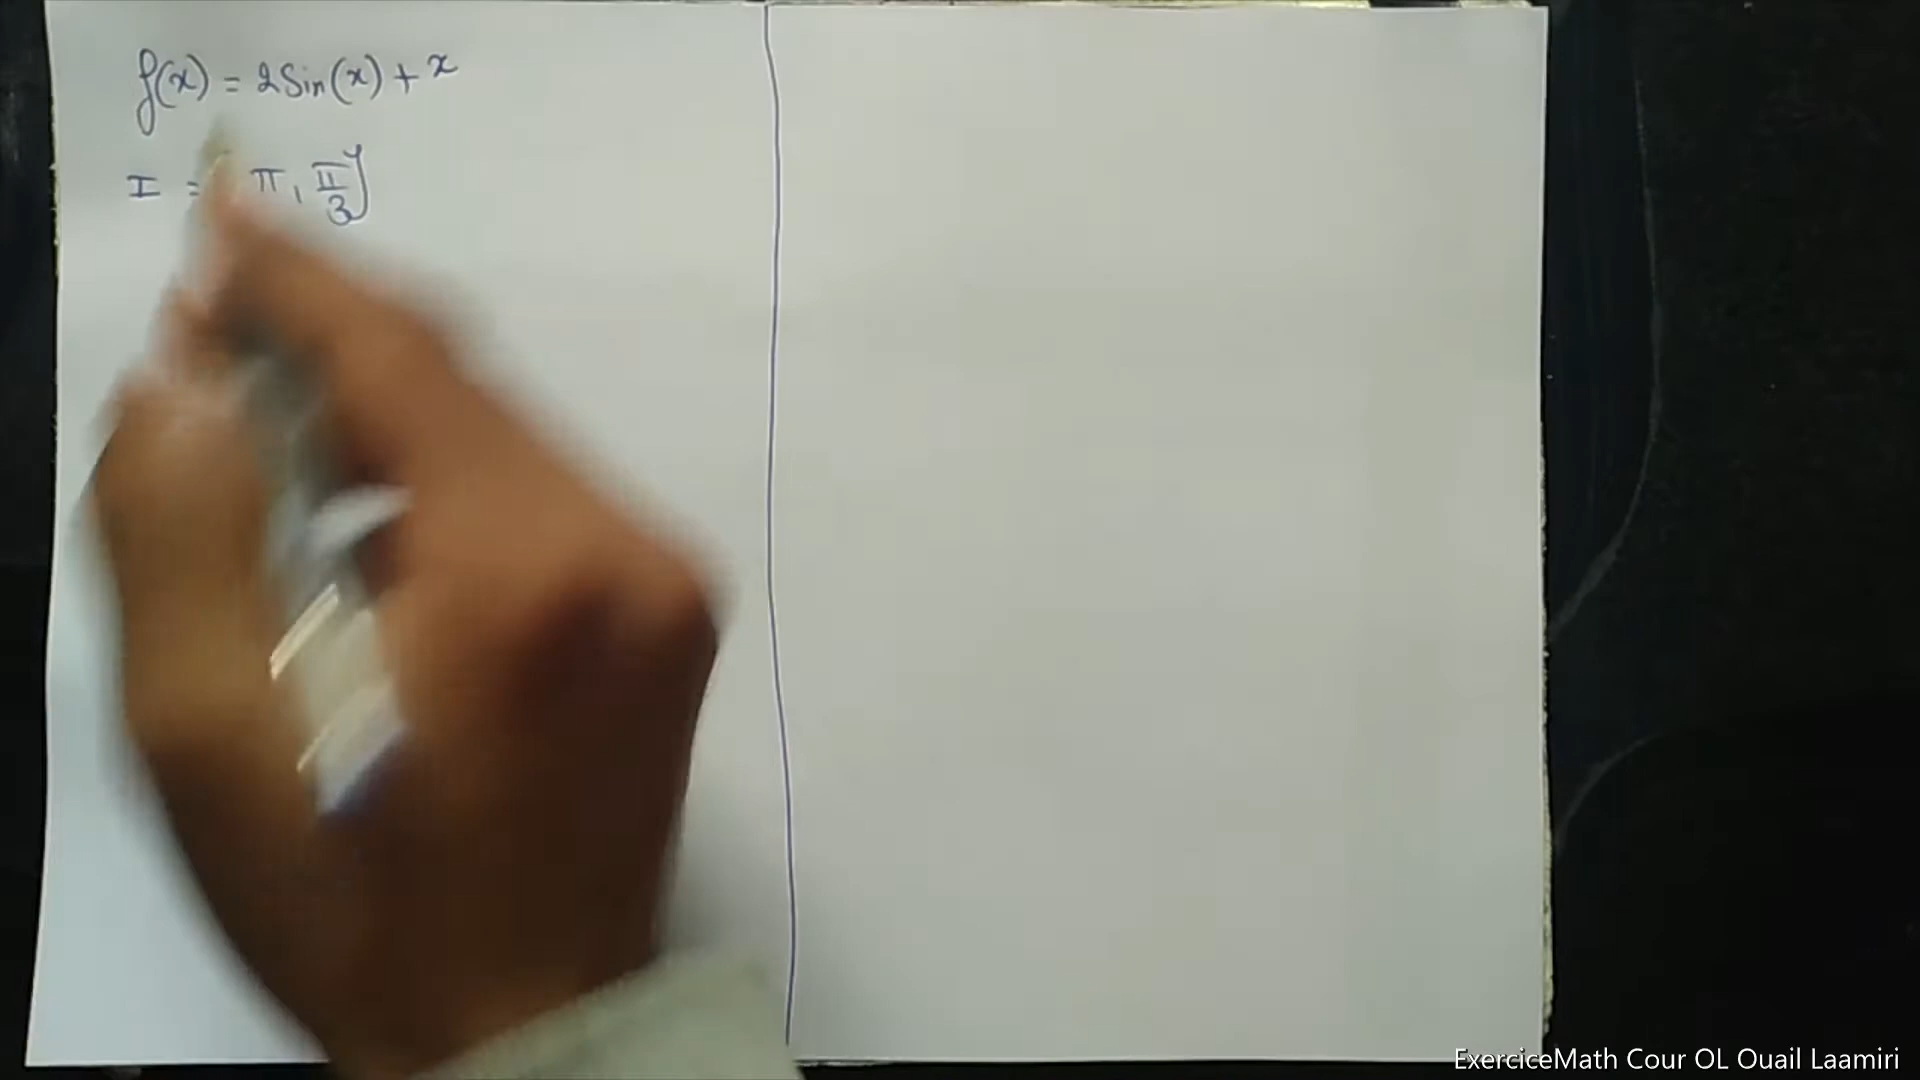 f(x) = 2Sin(x) + x
I = π, π/3]
ExerciceMath Cour OL Ouail Laamiri